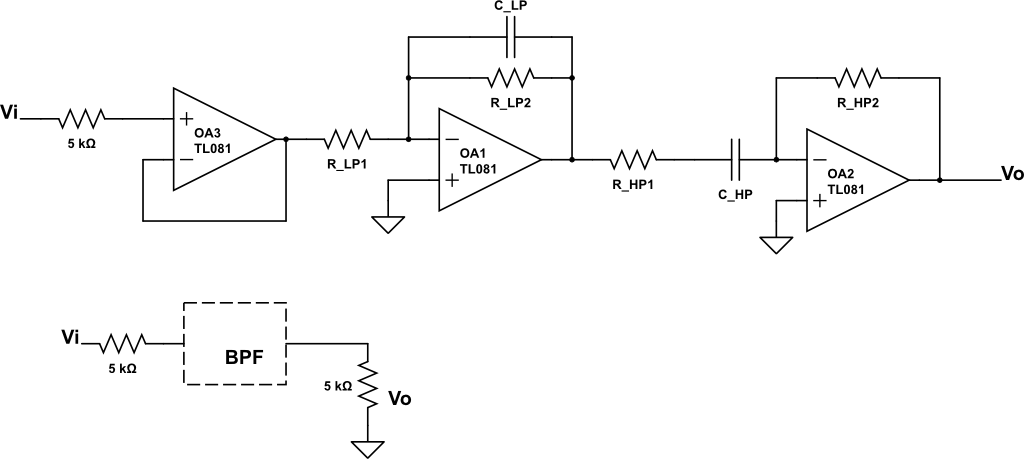 C_LP
R_LP2
R_HP2
Vi
5 kΩ
+
−
OA3
TL081
R_LP1
−
+
OA1
TL081
R_HP1
C_HP
−
+
OA2
TL081
Vo
Vi
5 kΩ
BPF
5 kΩ
Vo